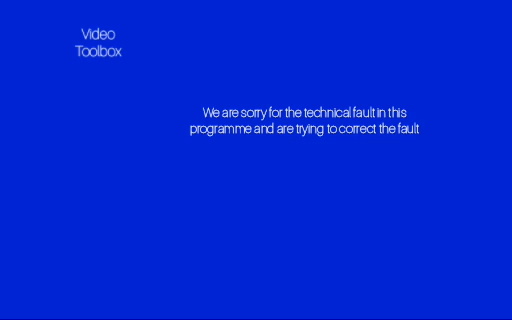 Video
Toolbox
We are sorry for the technical fault in this
programme and are trying to correct the fault